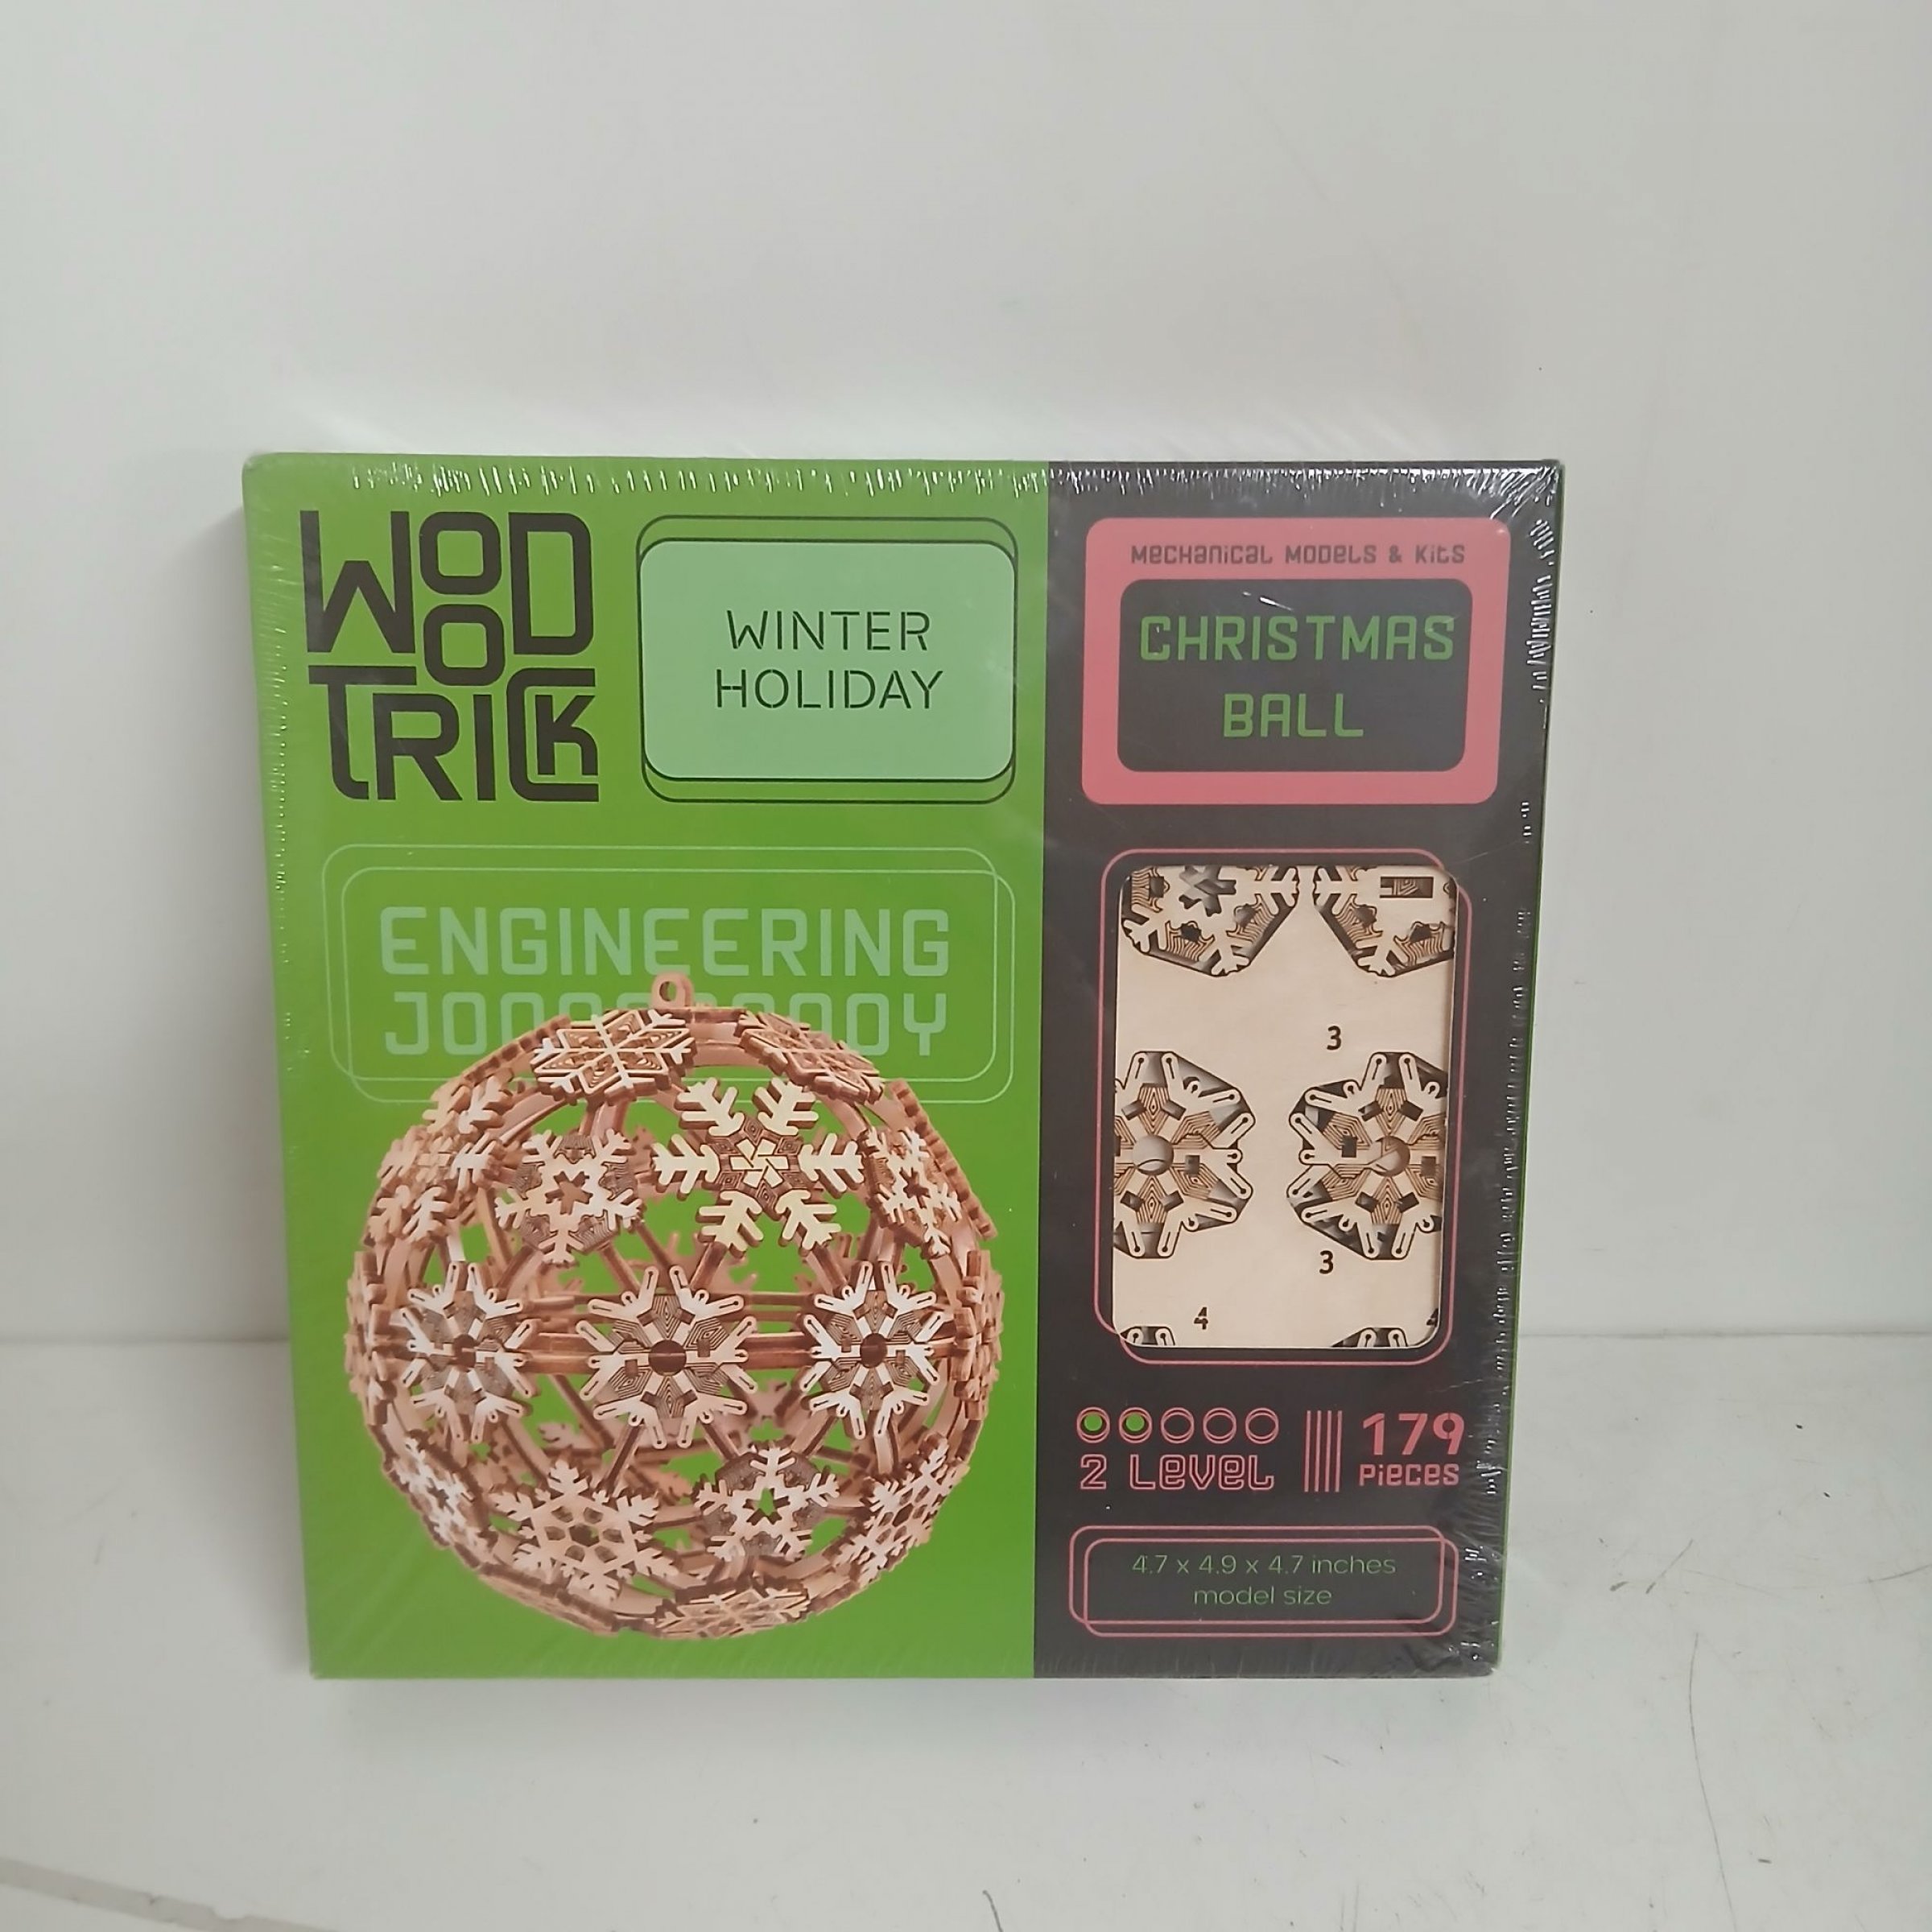 WOOD
TRICK
WINTER
HOLIDAY
Mechanical Models & Kits
CHRISTMAS
BALL
ENGINEERING
3
3
4
4
2 Level
179
Pieces
4.7 x 4.9 x 4.7 inches
model size